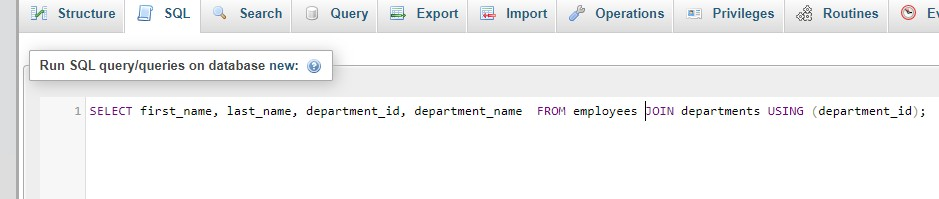 Structure SQL Search Query Export Import Operations Privileges Routines
Run SQL query/queries on database new:
1 SELECT first_name, last_name, department_id, department_name  FROM employees JOIN departments USING (department_id);